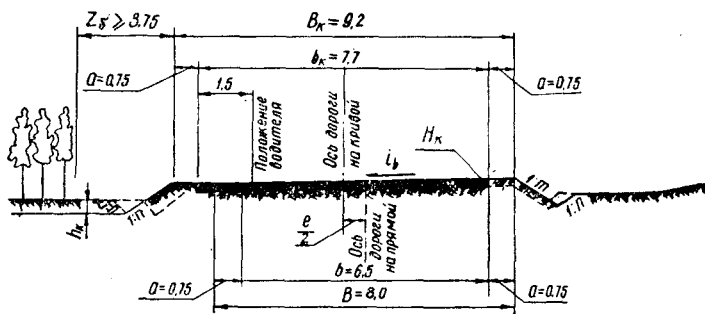 Zδ ⩾ 3.75
Bк = 9,2
bк = 7,7
a=0,75
a=0,75
1,5
Положение водителя
Ось дороги на кривой
iв
Hк
1:m
1:n
1:n
hк
e
2
Ось дороги на прямой
b=6,5
a=0,75
a=0,75
B=8,0